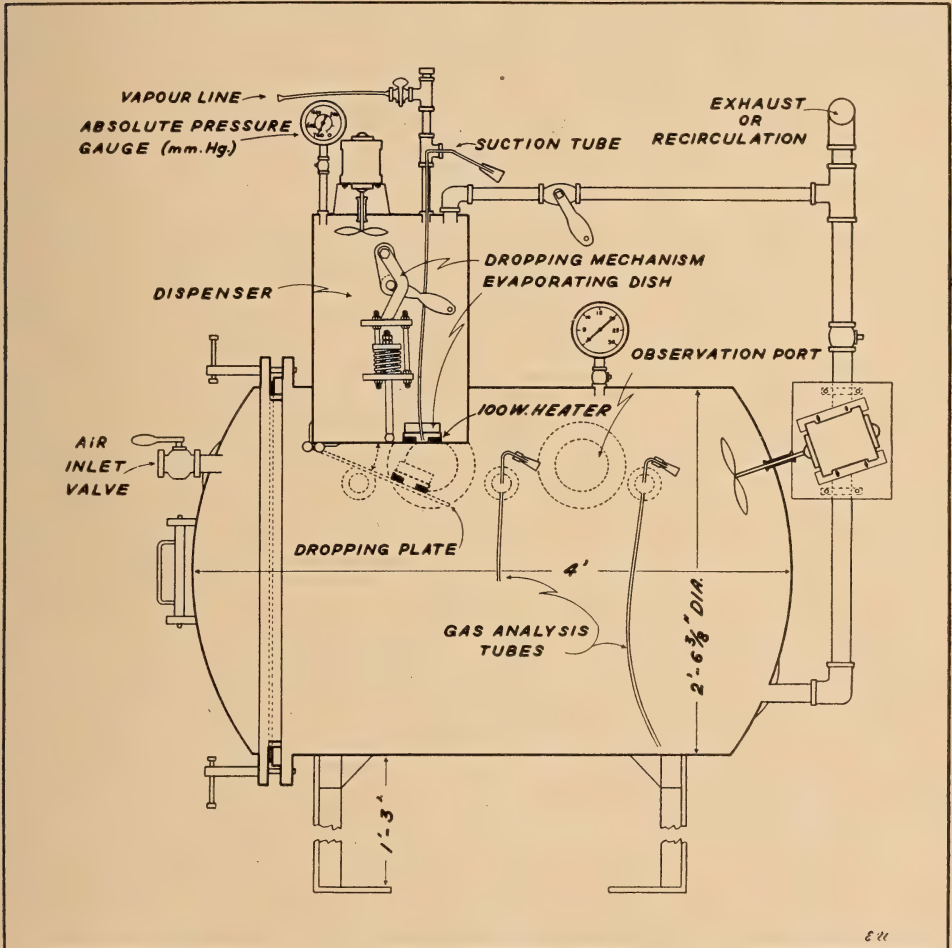 VAPOUR LINE
ABSOLUTE PRESSURE
GAUGE (mm. Hg.)
EXHAUST
OR
RECIRCULATION
SUCTION TUBE
DROPPING MECHANISM
EVAPORATING DISH
DISPENSER
OBSERVATION PORT
100 W. HEATER
AIR
INLET
VALVE
DROPPING PLATE
4'
GAS ANALYSIS
TUBES
2'-6 3/8" DIA.
1'-3"